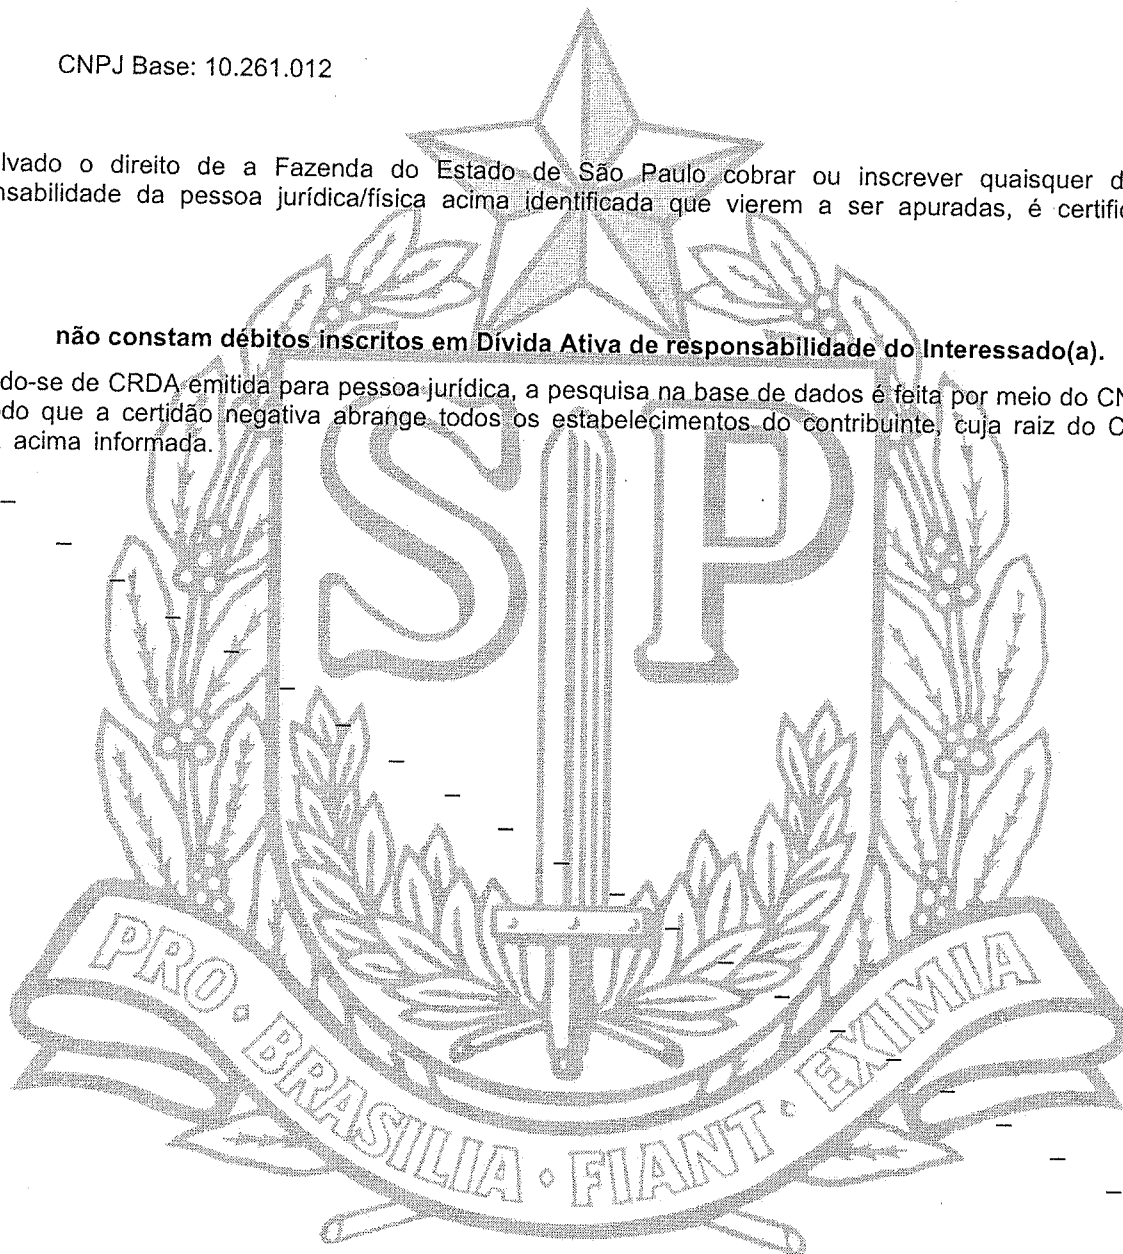 CNPJ Base: 10.261.012
lvado o direito de a Fazenda do Estado de São Paulo cobrar ou inscrever quaisquer d
nsabilidade da pessoa jurídica/física acima identificada que vierem a ser apuradas, é certific
não constam débitos inscritos em Dívida Ativa de responsabilidade do Interessado(a).
do-se de CRDA emitida para pessoa jurídica, a pesquisa na base de dados é feita por meio do CN
do que a certidão negativa abrange todos os estabelecimentos do contribuinte, cuja raiz do C
acima informada.
SP
PRO • BRASILIA • FIANT • EXIMIA